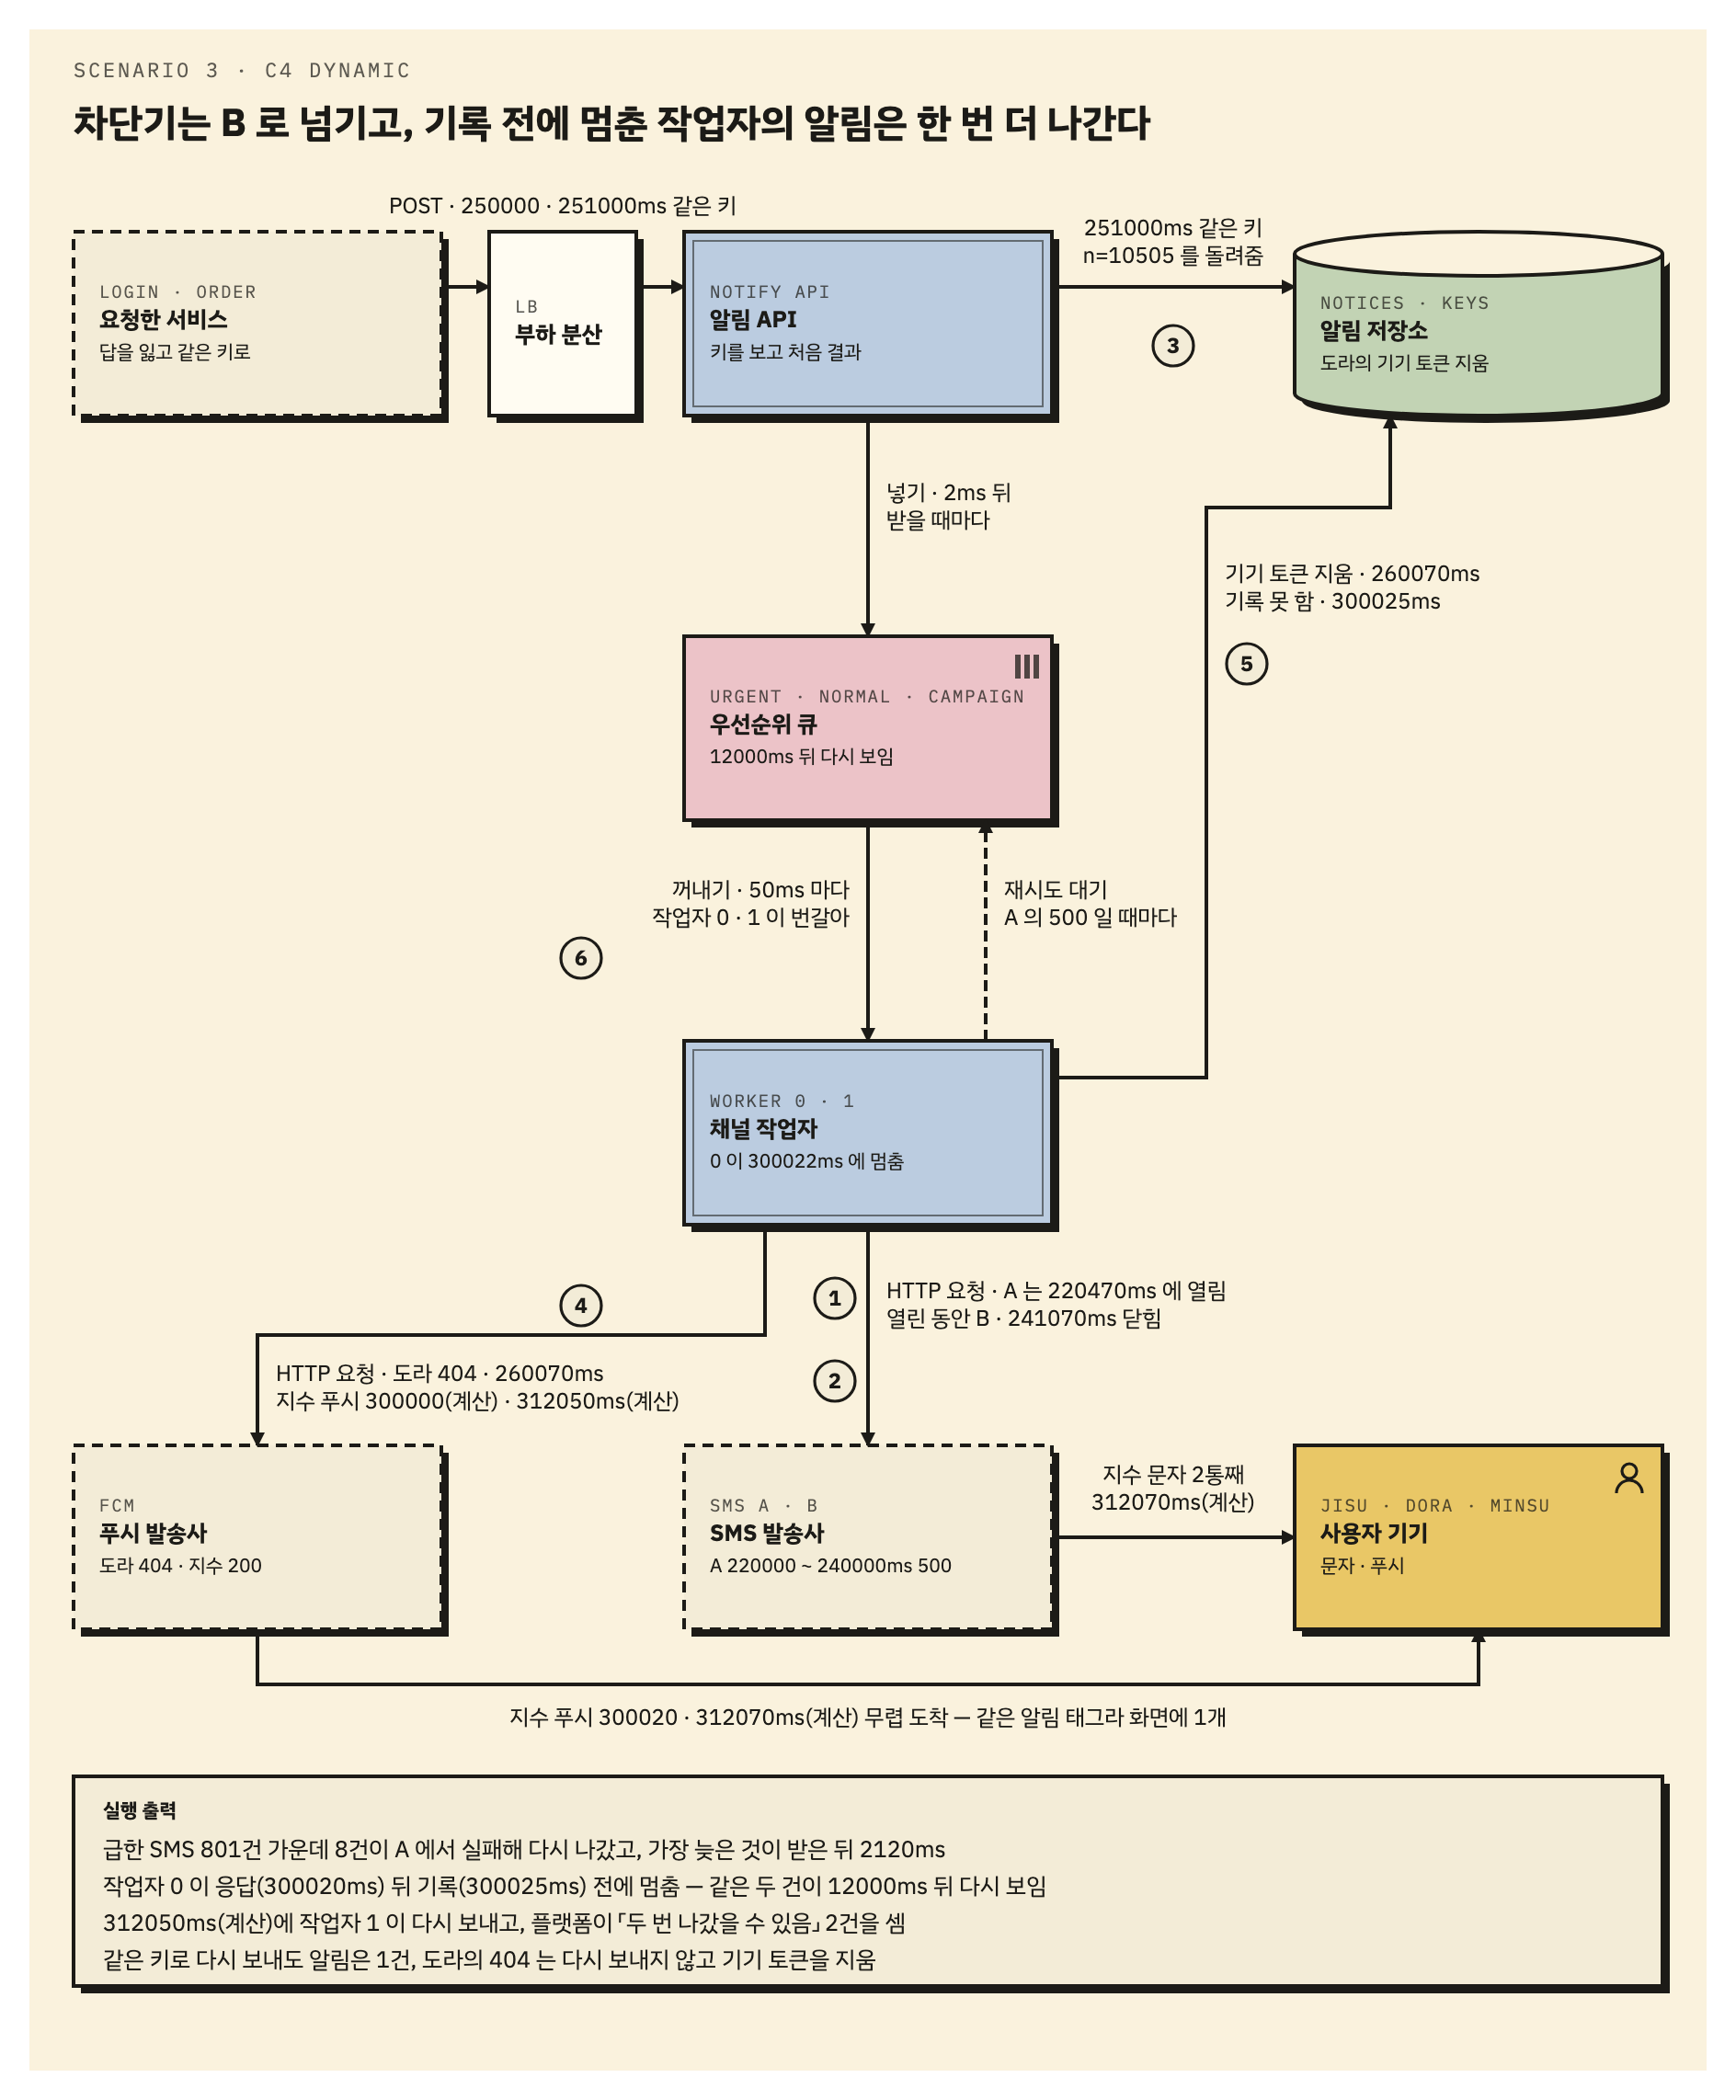 SCENARIO 3 · C4 DYNAMIC
차단기는 B 로 넘기고, 기록 전에 멈춘 작업자의 알림은 한 번 더 나간다
POST · 250000 · 251000ms 같은 키
251000ms 같은 키
n=10505 를 돌려줌
LOGIN · ORDER
요청한 서비스
답을 잃고 같은 키로
LB
부하 분산
NOTIFY API
알림 API
키를 보고 처음 결과
NOTICES · KEYS
알림 저장소
도라의 기기 토큰 지움
3
넣기 · 2ms 뒤
받을 때마다
기기 토큰 지움 · 260070ms
기록 못 함 · 300025ms
5
URGENT · NORMAL · CAMPAIGN
우선순위 큐
12000ms 뒤 다시 보임
꺼내기 · 50ms 마다
작업자 0 · 1 이 번갈아
재시도 대기
A 의 500 일 때마다
6
WORKER 0 · 1
채널 작업자
0 이 300022ms 에 멈춤
4
1
HTTP 요청 · A 는 220470ms 에 열림
열린 동안 B · 241070ms 닫힘
2
HTTP 요청 · 도라 404 · 260070ms
지수 푸시 300000(계산) · 312050ms(계산)
FCM
푸시 발송사
도라 404 · 지수 200
SMS A · B
SMS 발송사
A 220000 ~ 240000ms 500
지수 문자 2통째
312070ms(계산)
JISU · DORA · MINSU
사용자 기기
문자 · 푸시
지수 푸시 300020 · 312070ms(계산) 무렵 도착 — 같은 알림 태그라 화면에 1개
실행 출력
급한 SMS 801건 가운데 8건이 A 에서 실패해 다시 나갔고, 가장 늦은 것이 받은 뒤 2120ms
작업자 0 이 응답(300020ms) 뒤 기록(300025ms) 전에 멈춤 — 같은 두 건이 12000ms 뒤 다시 보임
312050ms(계산)에 작업자 1 이 다시 보내고, 플랫폼이 「두 번 나갔을 수 있음」 2건을 셈
같은 키로 다시 보내도 알림은 1건, 도라의 404 는 다시 보내지 않고 기기 토큰을 지움